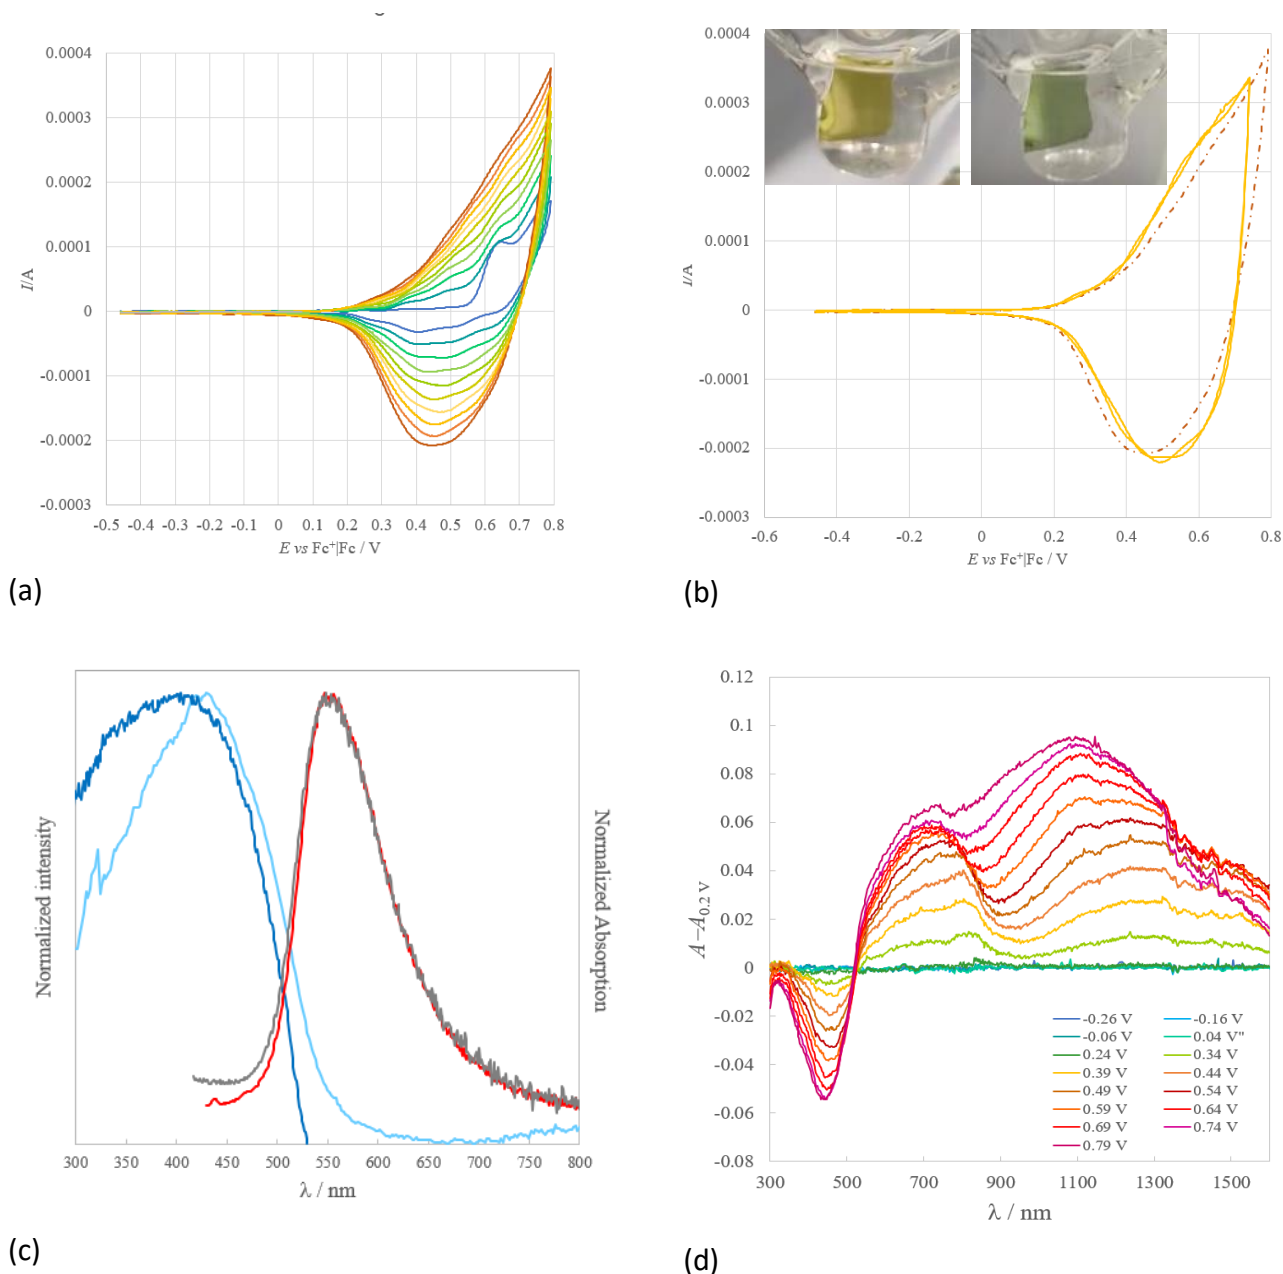 0.0004
0.0003
0.0002
0.0001
0
-0.0001
-0.0002
-0.0003
I/A
-0.5 -0.4 -0.3 -0.2 -0.1 0 0.1 0.2 0.3 0.4 0.5 0.6 0.7 0.8
E vs Fc⁺|Fc / V
(a)
0.0004
0.0003
0.0002
0.0001
0
-0.0001
-0.0002
-0.0003
I/A
-0.6 -0.4 -0.2 0 0.2 0.4 0.6 0.8
E vs Fc⁺|Fc / V
(b)
Normalized intensity
Normalized Absorption
300 350 400 450 500 550 600 650 700 750 800
λ / nm
(c)
0.12
0.1
0.08
0.06
0.04
0.02
0
-0.02
-0.04
-0.06
-0.08
A –A0.2 V
-0.26 V -0.16 V
-0.06 V 0.04 V"
0.24 V 0.34 V
0.39 V 0.44 V
0.49 V 0.54 V
0.59 V 0.64 V
0.69 V 0.74 V
0.79 V
300 500 700 900 1100 1300 1500
λ / nm
(d)